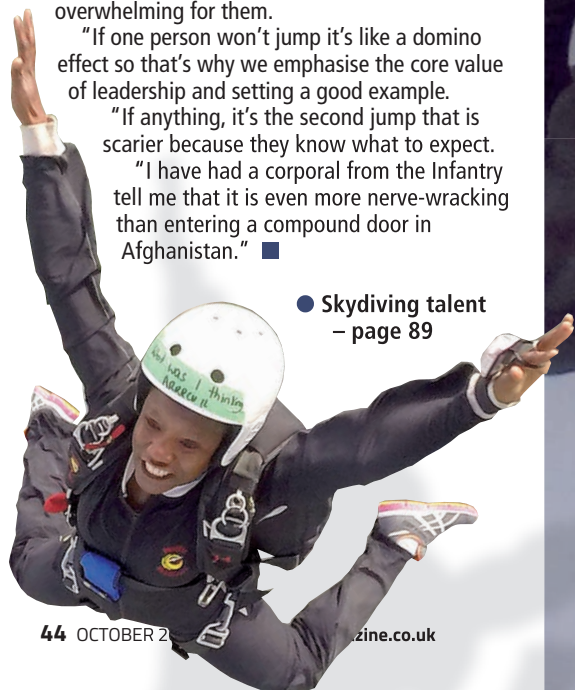 overwhelming for them.
“If one person won’t jump it’s like a domino
effect so that’s why we emphasise the core value
of leadership and setting a good example.
“If anything, it’s the second jump that is
scarier because they know what to expect.
“I have had a corporal from the Infantry
tell me that it is even more nerve-wracking
than entering a compound door in
Afghanistan.” ■
● Skydiving talent
– page 89
What was I thinking
44 OCTOBER 2
zine.co.uk